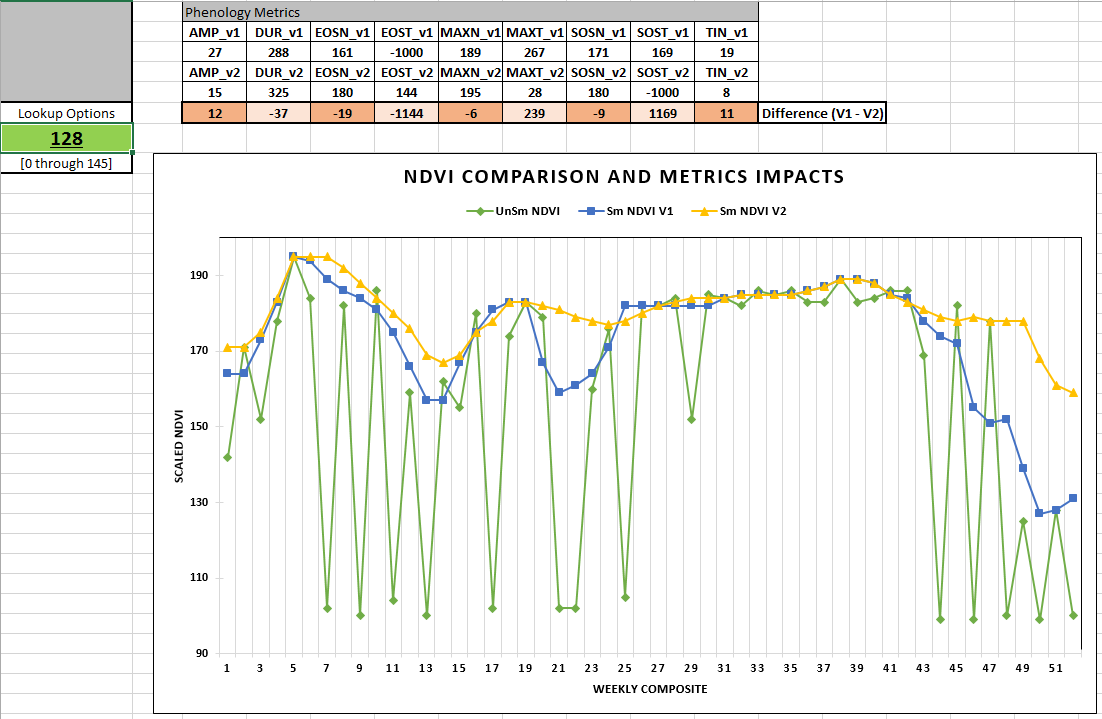 Phenology Metrics
AMP_v1 DUR_v1 EOSN_v1 EOST_v1 MAXN_v1 MAXT_v1 SOSN_v1 SOST_v1 TIN_v1
27 288 161 -1000 189 267 171 169 19
AMP_v2 DUR_v2 EOSN_v2 EOST_v2 MAXN_v2 MAXT_v2 SOSN_v2 SOST_v2 TIN_v2
15 325 180 144 195 28 180 -1000 8
Lookup Options 12 -37 -19 -1144 -6 239 -9 1169 11 Difference (V1 - V2)
128
[0 through 145]
NDVI COMPARISON AND METRICS IMPACTS
UnSm NDVI Sm NDVI V1 Sm NDVI V2
SCALED NDVI
190
170
150
130
110
90
1 3 5 7 9 11 13 15 17 19 21 23 25 27 29 31 33 35 37 39 41 43 45 47 49 51
WEEKLY COMPOSITE